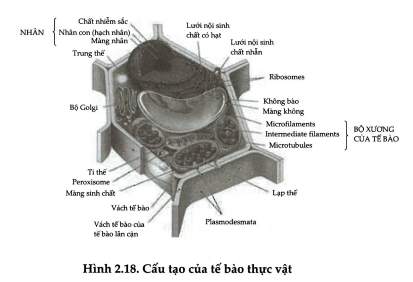 NHÂN
Chất nhiễm sắc
Nhân con (hạch nhân)
Màng nhân
Trung thể
Bộ Golgi
Ti thể
Peroxisome
Màng sinh chất
Vách tế bào
Vách tế bào của
tế bào lân cận
Lưới nội sinh
chất có hạt
Lưới nội sinh
chất nhẵn
Ribosomes
Không bào
Màng không
Microfilaments
Intermediate filaments
Microtubules
BỘ XƯƠNG
CỦA TẾ BÀO
Lạp thể
Plasmodesmata
Hình 2.18. Cấu tạo của tế bào thực vật